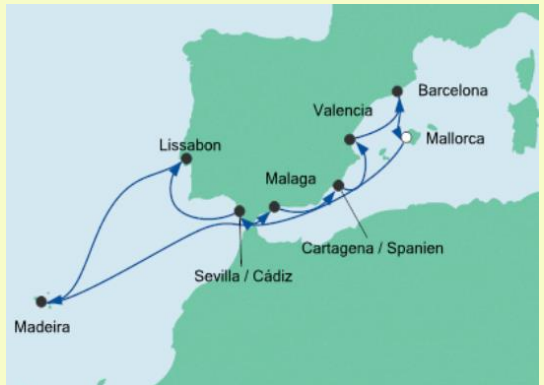 Barcelona
Valencia
Mallorca
Lissabon
Malaga
Cartagena / Spanien
Sevilla / Cádiz
Madeira